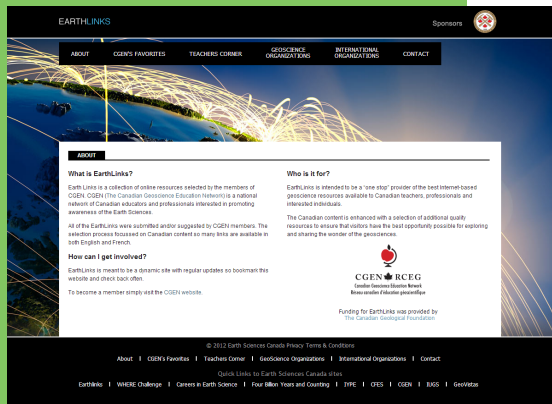 EARTHLINKS
Sponsors
ABOUT
CGEN'S FAVORITES
TEACHERS CORNER
GEOSCIENCE
ORGANIZATIONS
INTERNATIONAL
ORGANIZATIONS
CONTACT
ABOUT
What is EarthLinks?
Earth Links is a collection of online resources selected by the members of
CGEN. CGEN (The Canadian Geoscience Education Network) is a national
network of Canadian educators and professionals interested in promoting
awareness of the Earth Sciences.
All of the EarthLinks were submitted and/or suggested by CGEN members. The
selection process focussed on Canadian content so many links are available in
both English and French.
How can I get involved?
EarthLinks is meant to be a dynamic site with regular updates so bookmark this
website and check back often.
To become a member simply visit the CGEN website.
Who is it for?
EarthLinks is intended to be a "one stop" provider of the best Internet-based
geoscience resources available to Canadian teachers, professionals and
interested individuals.
The Canadian content is enhanced with a selection of additional quality
resources to ensure that visitors have the best opportunity possible for exploring
and sharing the wonder of the geosciences.
CGEN RCEG
Canadian Geoscience Education Network
Réseau canadien d'éducation géoscientifique
Funding for EarthLinks was provided by
The Canadian Geological Foundation
© 2012 Earth Sciences Canada Privacy Terms & Conditions
About | CGEN's Favorites | Teachers Corner | GeoScience Organizations | International Organizations | Contact
Quick Links to Earth Sciences Canada sites
Earthlinks | WHERE Challenge | Careers in Earth Science | Four Billion Years and Counting | IYPE | CFES | CGEN | IUGS | GeoVistas